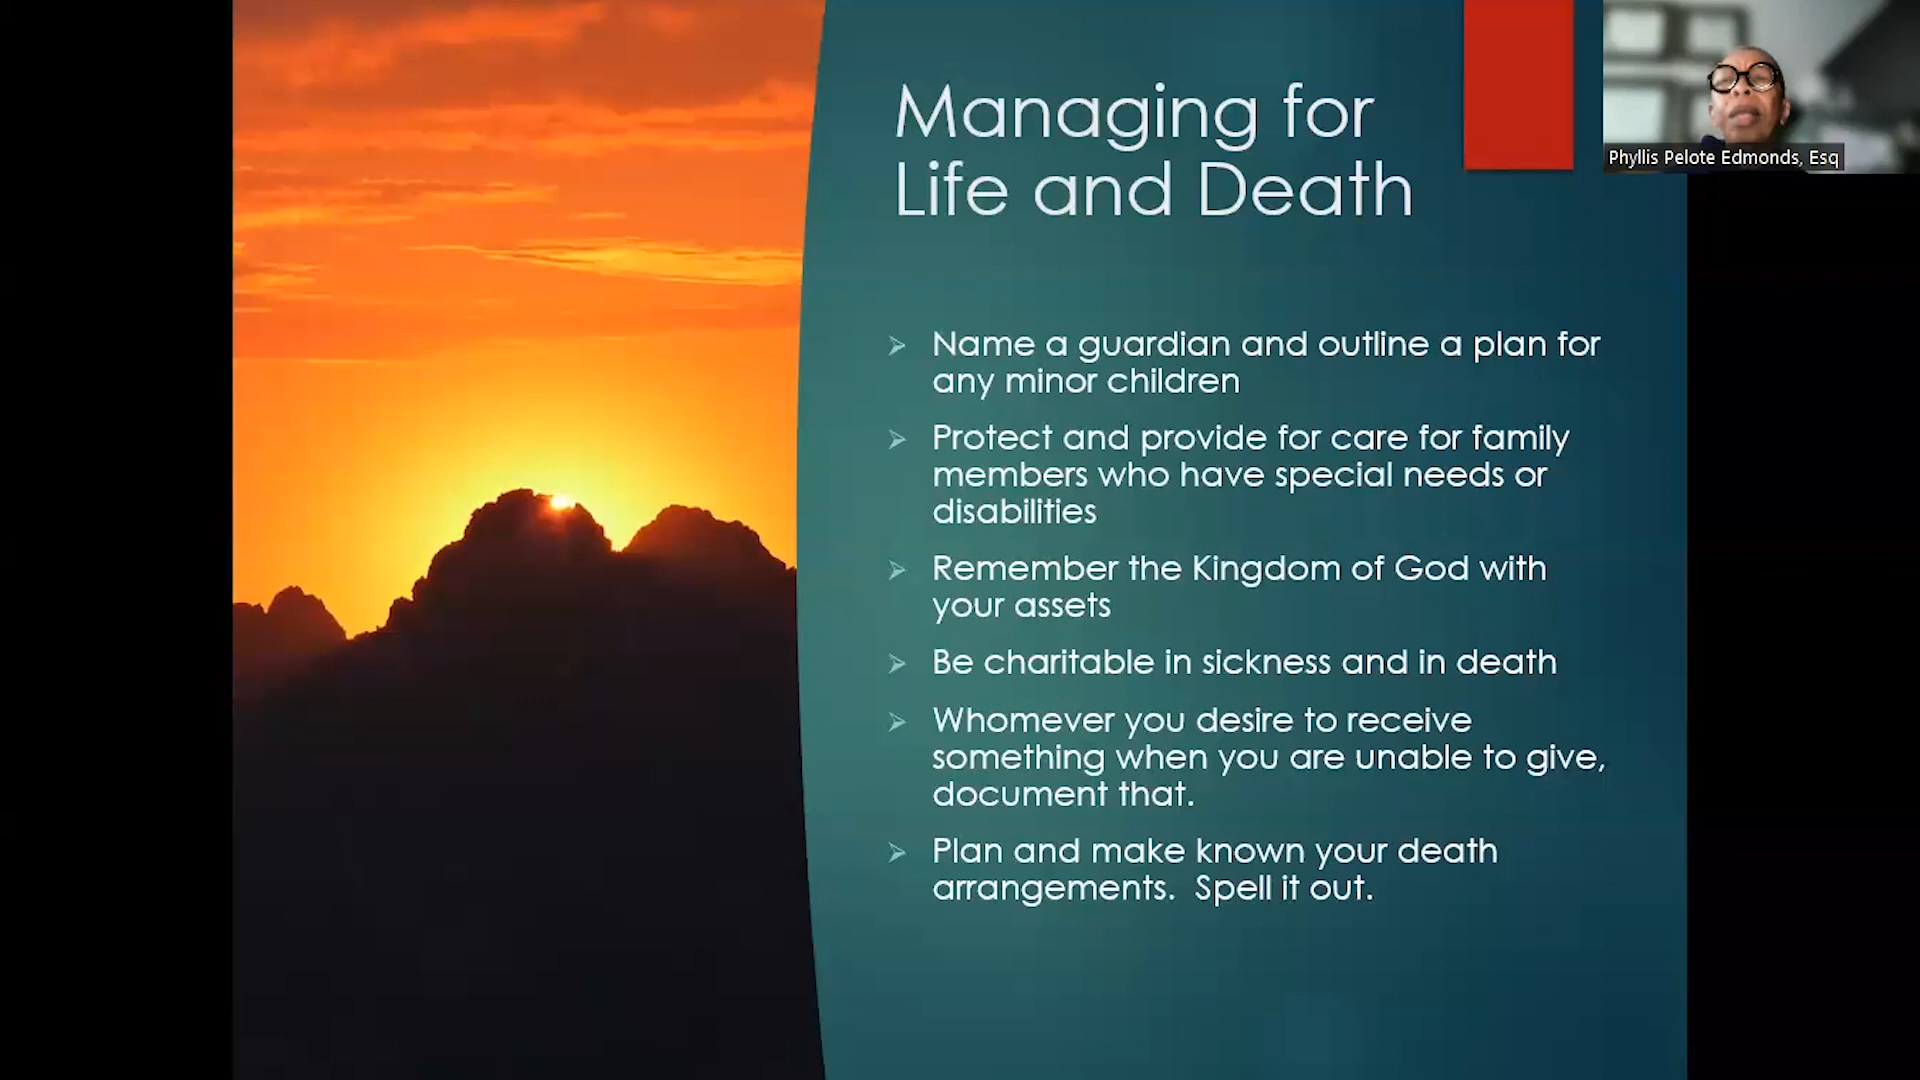 Managing for
Life and Death
Phyllis Pelote Edmonds, Esq
➢ Name a guardian and outline a plan for
any minor children
➢ Protect and provide for care for family
members who have special needs or
disabilities
➢ Remember the Kingdom of God with
your assets
➢ Be charitable in sickness and in death
➢ Whomever you desire to receive
something when you are unable to give,
document that.
➢ Plan and make known your death
arrangements.  Spell it out.